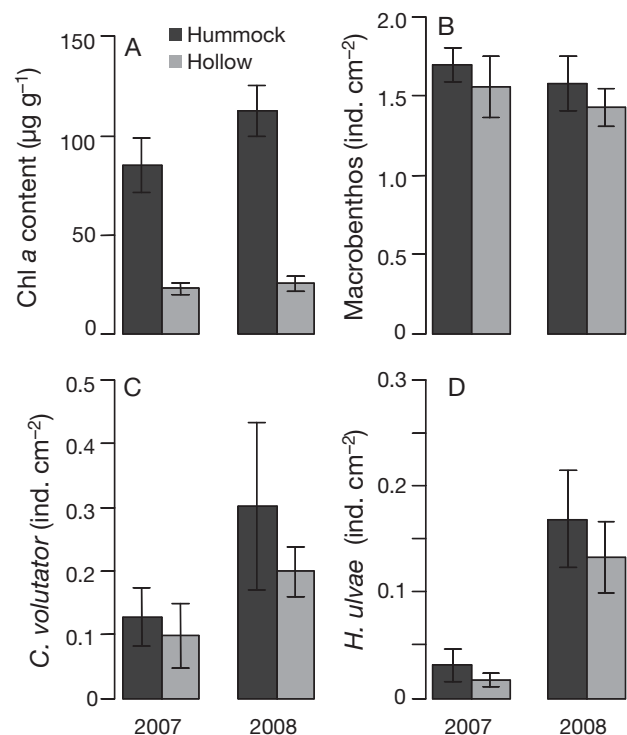 A
Hummock
Hollow
Chl a content (µg g–1)
150
100
50
0
B
Macrobenthos (ind. cm–2)
2.0
1.5
1.0
0.5
0
C
C. volutator (ind. cm–2)
0.5
0.4
0.3
0.2
0.1
0
2007
2008
D
H. ulvae (ind. cm–2)
0.3
0.2
0.1
0
2007
2008